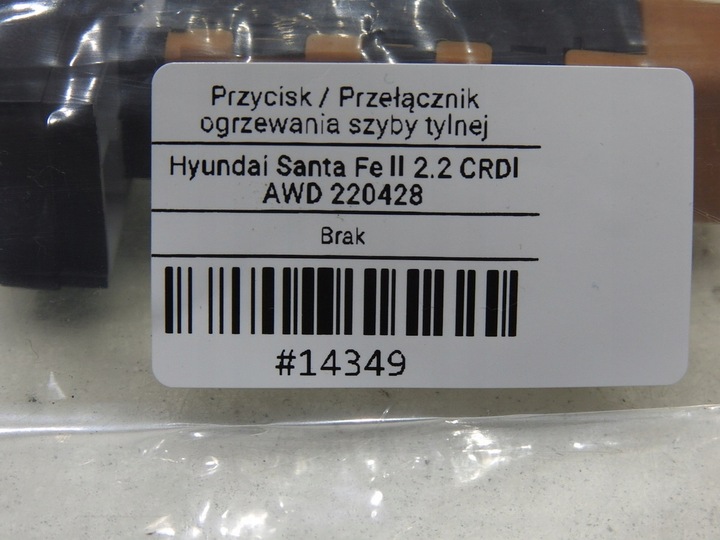 Przycisk / Przełącznik
ogrzewania szyby tylnej
Hyundai Santa Fe II 2.2 CRDI
AWD 220428
Brak
#14349